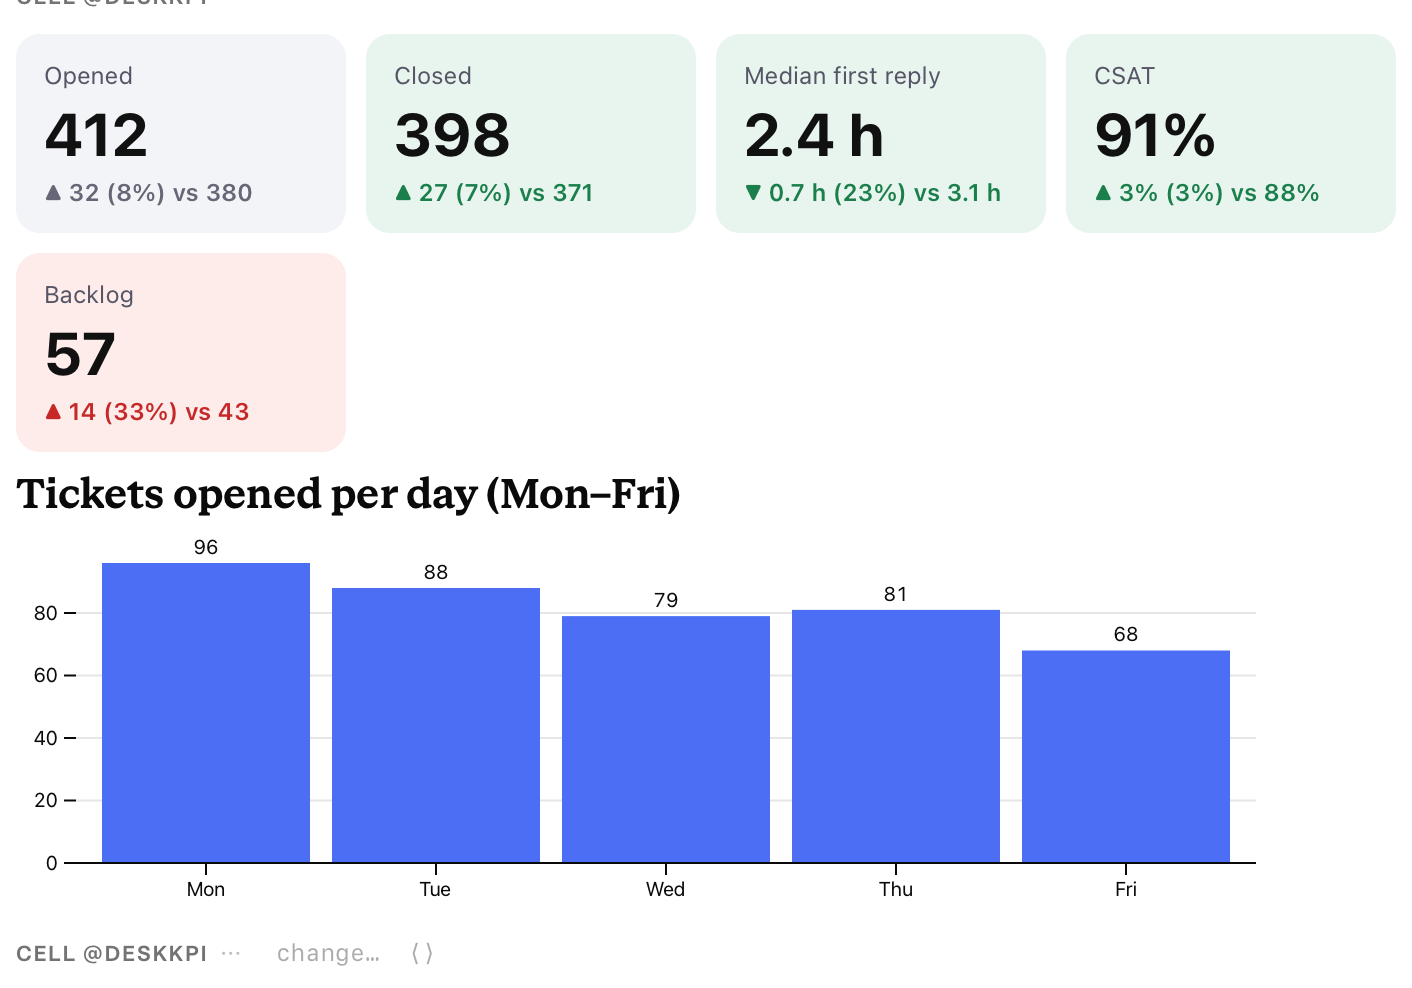 CELL @DESKKPI
Opened
412
▲ 32 (8%) vs 380
Closed
398
▲ 27 (7%) vs 371
Median first reply
2.4 h
▼ 0.7 h (23%) vs 3.1 h
CSAT
91%
▲ 3% (3%) vs 88%
Backlog
57
▲ 14 (33%) vs 43
Tickets opened per day (Mon–Fri)
96
88
79
81
68
80
60
40
20
0
Mon
Tue
Wed
Thu
Fri
CELL @DESKKPI ... change... ⟨⟩